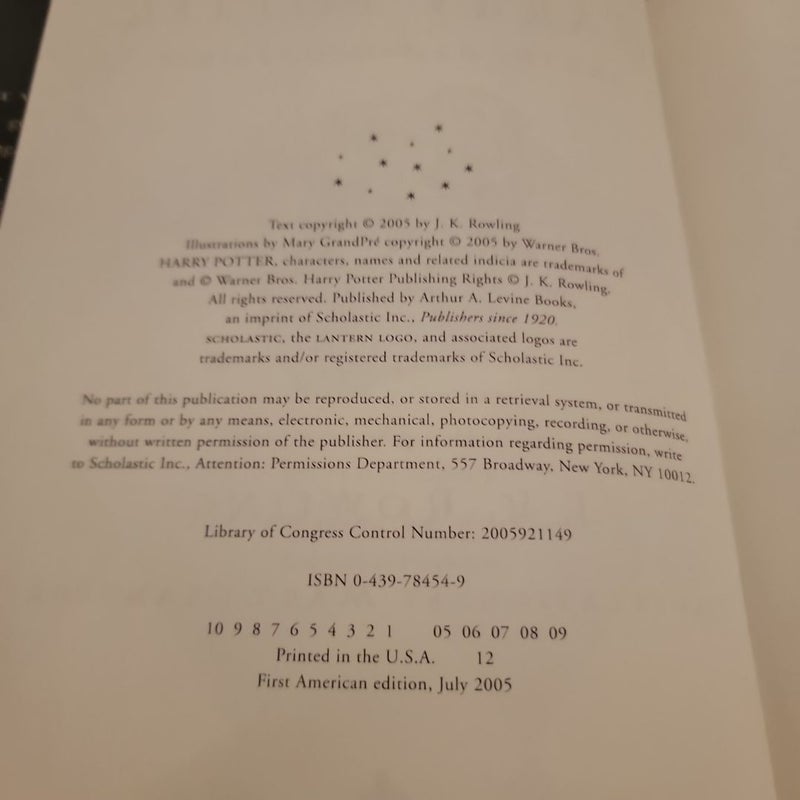 Text copyright © 2005 by J. K. Rowling
Illustrations by Mary GrandPré copyright © 2005 by Warner Bros.
HARRY POTTER, characters, names and related indicia are trademarks of
and © Warner Bros. Harry Potter Publishing Rights © J. K. Rowling.
All rights reserved. Published by Arthur A. Levine Books,
an imprint of Scholastic Inc., Publishers since 1920.
SCHOLASTIC, the LANTERN LOGO, and associated logos are
trademarks and/or registered trademarks of Scholastic Inc.
No part of this publication may be reproduced, or stored in a retrieval system, or transmitted
in any form or by any means, electronic, mechanical, photocopying, recording, or otherwise,
without written permission of the publisher. For information regarding permission, write
to Scholastic Inc., Attention: Permissions Department, 557 Broadway, New York, NY 10012.
Library of Congress Control Number: 2005921149
ISBN 0-439-78454-9
10 9 8 7 6 5 4 3 2 1 05 06 07 08 09
Printed in the U.S.A. 12
First American edition, July 2005